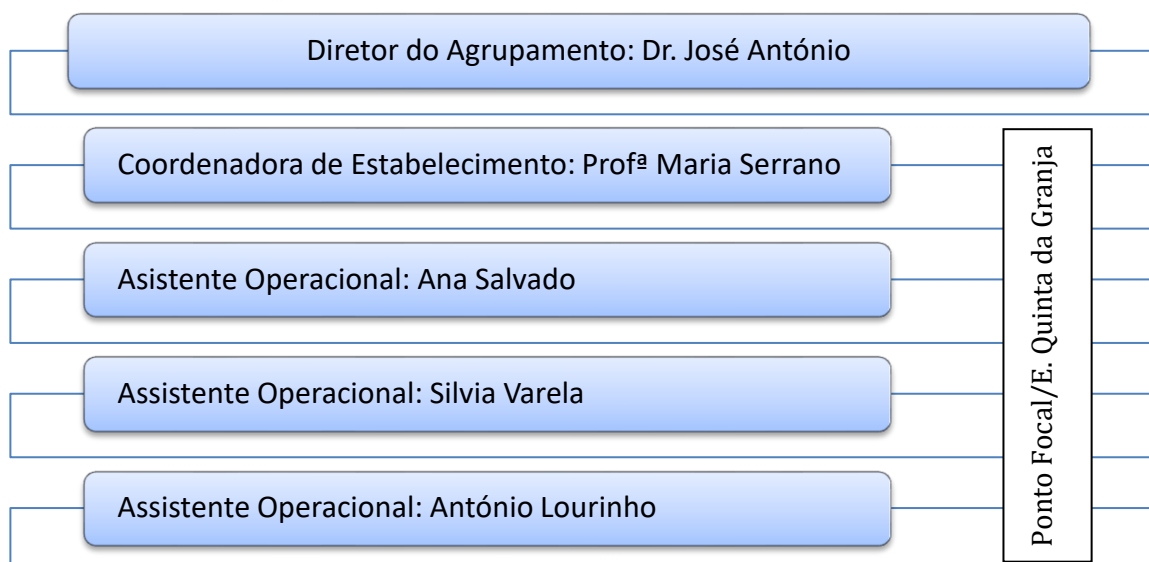 Diretor do Agrupamento: Dr. José António
Coordenadora de Estabelecimento: Profª Maria Serrano
Asistente Operacional: Ana Salvado
Assistente Operacional: Silvia Varela
Assistente Operacional: António Lourinho
Ponto Focal/E. Quinta da Granja